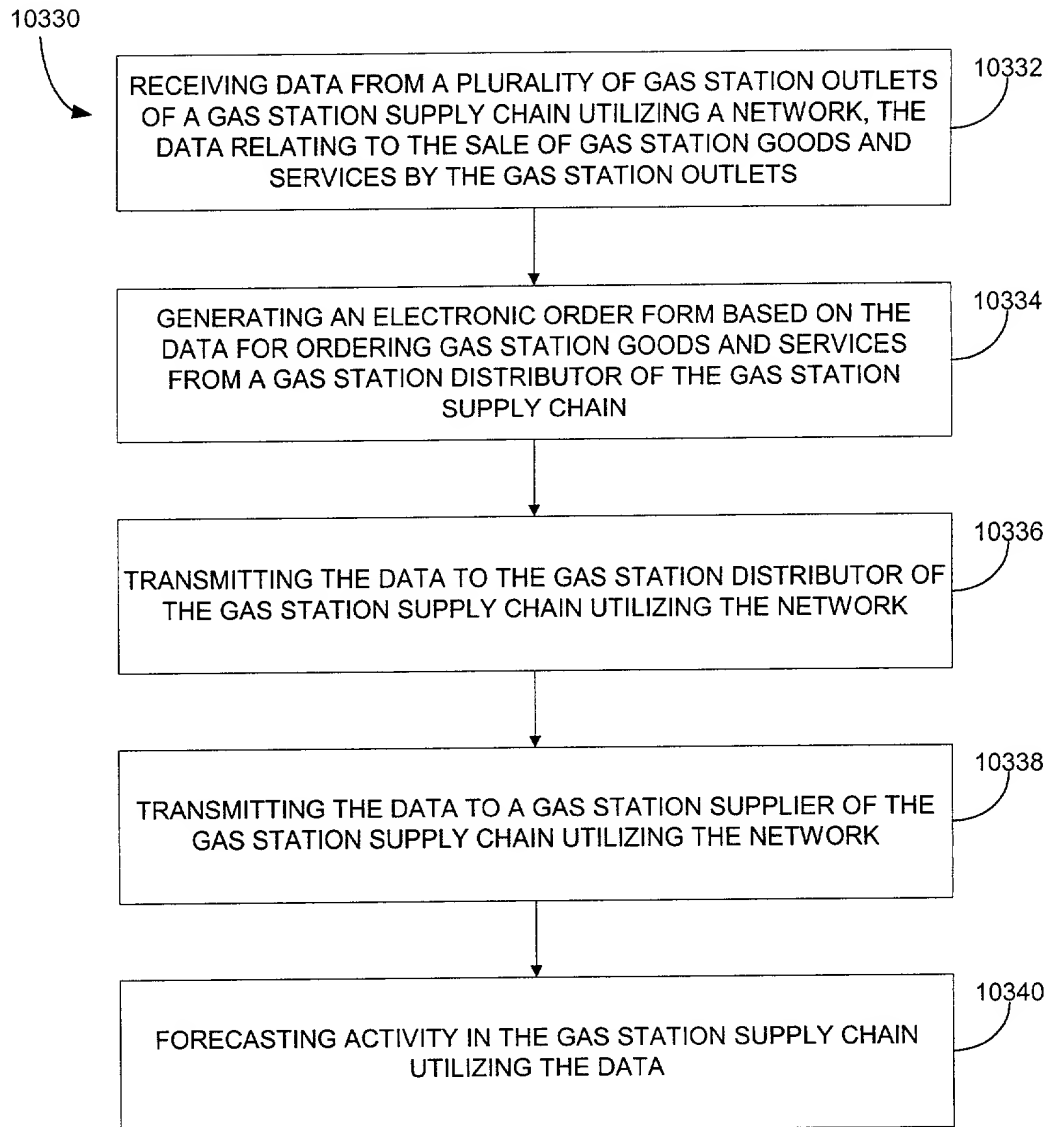 10330
RECEIVING DATA FROM A PLURALITY OF GAS STATION OUTLETS
OF A GAS STATION SUPPLY CHAIN UTILIZING A NETWORK, THE
DATA RELATING TO THE SALE OF GAS STATION GOODS AND
SERVICES BY THE GAS STATION OUTLETS
10332
GENERATING AN ELECTRONIC ORDER FORM BASED ON THE
DATA FOR ORDERING GAS STATION GOODS AND SERVICES
FROM A GAS STATION DISTRIBUTOR OF THE GAS STATION
SUPPLY CHAIN
10334
TRANSMITTING THE DATA TO THE GAS STATION DISTRIBUTOR OF
THE GAS STATION SUPPLY CHAIN UTILIZING THE NETWORK
10336
TRANSMITTING THE DATA TO A GAS STATION SUPPLIER OF THE
GAS STATION SUPPLY CHAIN UTILIZING THE NETWORK
10338
FORECASTING ACTIVITY IN THE GAS STATION SUPPLY CHAIN
UTILIZING THE DATA
10340